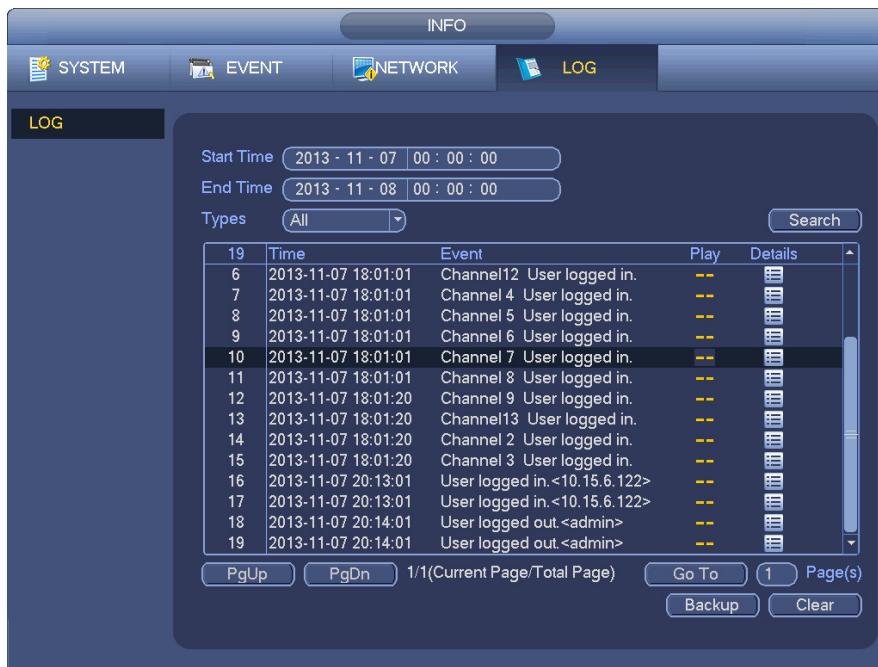 INFO
SYSTEM EVENT NETWORK LOG
LOG
Start Time 2013 - 11 - 07 00 : 00 : 00
End Time 2013 - 11 - 08 00 : 00 : 00
Types All Search
19 Time Event Play Details
6 2013-11-07 18:01:01 Channel12 User logged in. --
7 2013-11-07 18:01:01 Channel 4 User logged in. --
8 2013-11-07 18:01:01 Channel 5 User logged in. --
9 2013-11-07 18:01:01 Channel 6 User logged in. --
10 2013-11-07 18:01:01 Channel 7 User logged in. --
11 2013-11-07 18:01:01 Channel 8 User logged in. --
12 2013-11-07 18:01:20 Channel 9 User logged in. --
13 2013-11-07 18:01:20 Channel13 User logged in. --
14 2013-11-07 18:01:20 Channel 2 User logged in. --
15 2013-11-07 18:01:20 Channel 3 User logged in. --
16 2013-11-07 20:13:01 User logged in.<10.15.6.122> --
17 2013-11-07 20:13:01 User logged in.<10.15.6.122> --
18 2013-11-07 20:14:01 User logged out.<admin> --
19 2013-11-07 20:14:01 User logged out.<admin> --
PgUp PgDn 1/1(Current Page/Total Page) Go To 1 Page(s)
Backup Clear